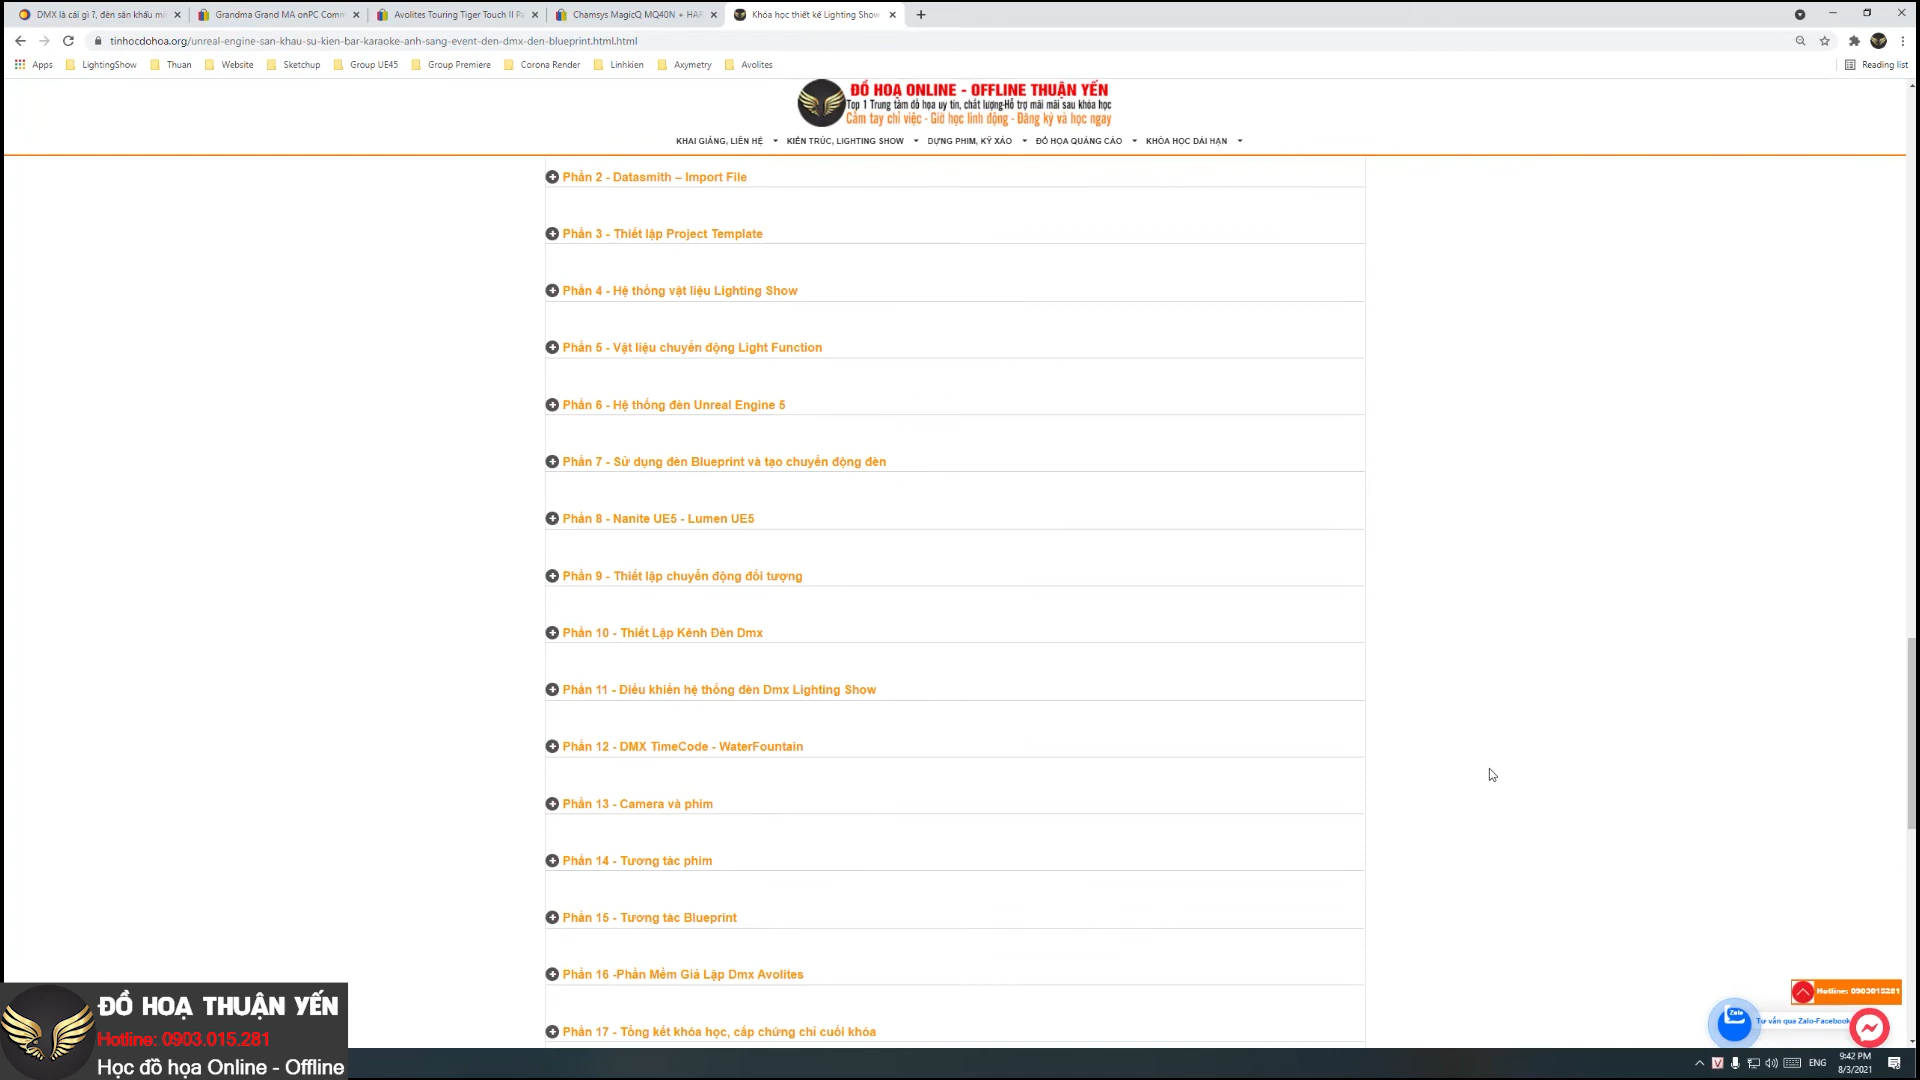 DMX là cái gì ?, đèn sân khấu mi
Grandma Grand MA onPC Comm
Avolites Touring Tiger Touch II Pa
Chamsys MagicQ MQ40N + HAR
Khóa học thiết kế Lighting Show
tinhocdohoa.org/unreal-engine-san-khau-su-kien-bar-karaoke-anh-sang-event-den-dmx-den-blueprint.html.html
Apps LightingShow Thuan Website Sketchup Group UE45 Group Premiere Corona Render Linhkien Axymetry Avolites Reading list
ĐỒ HỌA ONLINE - OFFLINE THUẬN YẾN
Top 1 Trung tâm đồ họa uy tín, chất lượng-Hỗ trợ mãi mãi sau khóa học
Cầm tay chỉ việc - Giờ học linh động - Đăng ký và học ngay
KHAI GIẢNG, LIÊN HỆ KIẾN TRÚC, LIGHTING SHOW DỰNG PHIM, KỸ XẢO ĐỒ HỌA QUẢNG CÁO KHÓA HỌC DÀI HẠN
Phần 2 - Datasmith – Import File
Phần 3 - Thiết lập Project Template
Phần 4 - Hệ thống vật liệu Lighting Show
Phần 5 - Vật liệu chuyển động Light Function
Phần 6 - Hệ thống đèn Unreal Engine 5
Phần 7 - Sử dụng đèn Blueprint và tạo chuyển động đèn
Phần 8 - Nanite UE5 - Lumen UE5
Phần 9 - Thiết lập chuyển động đối tượng
Phần 10 - Thiết Lập Kênh Đèn Dmx
Phần 11 - Điều khiển hệ thống đèn Dmx Lighting Show
Phần 12 - DMX TimeCode - WaterFountain
Phần 13 - Camera và phim
Phần 14 - Tương tác phim
Phần 15 - Tương tác Blueprint
Phần 16 -Phần Mềm Giả Lập Dmx Avolites
Phần 17 - Tổng kết khóa học, cấp chứng chỉ cuối khóa
Hotline: 0903015281
Zalo
Tư vấn qua Zalo-Facebook
ĐỒ HOẠ THUẬN YẾN
Hotline: 0903.015.281
Học đồ họa Online - Offline
ENG
9:42 PM
8/3/2021